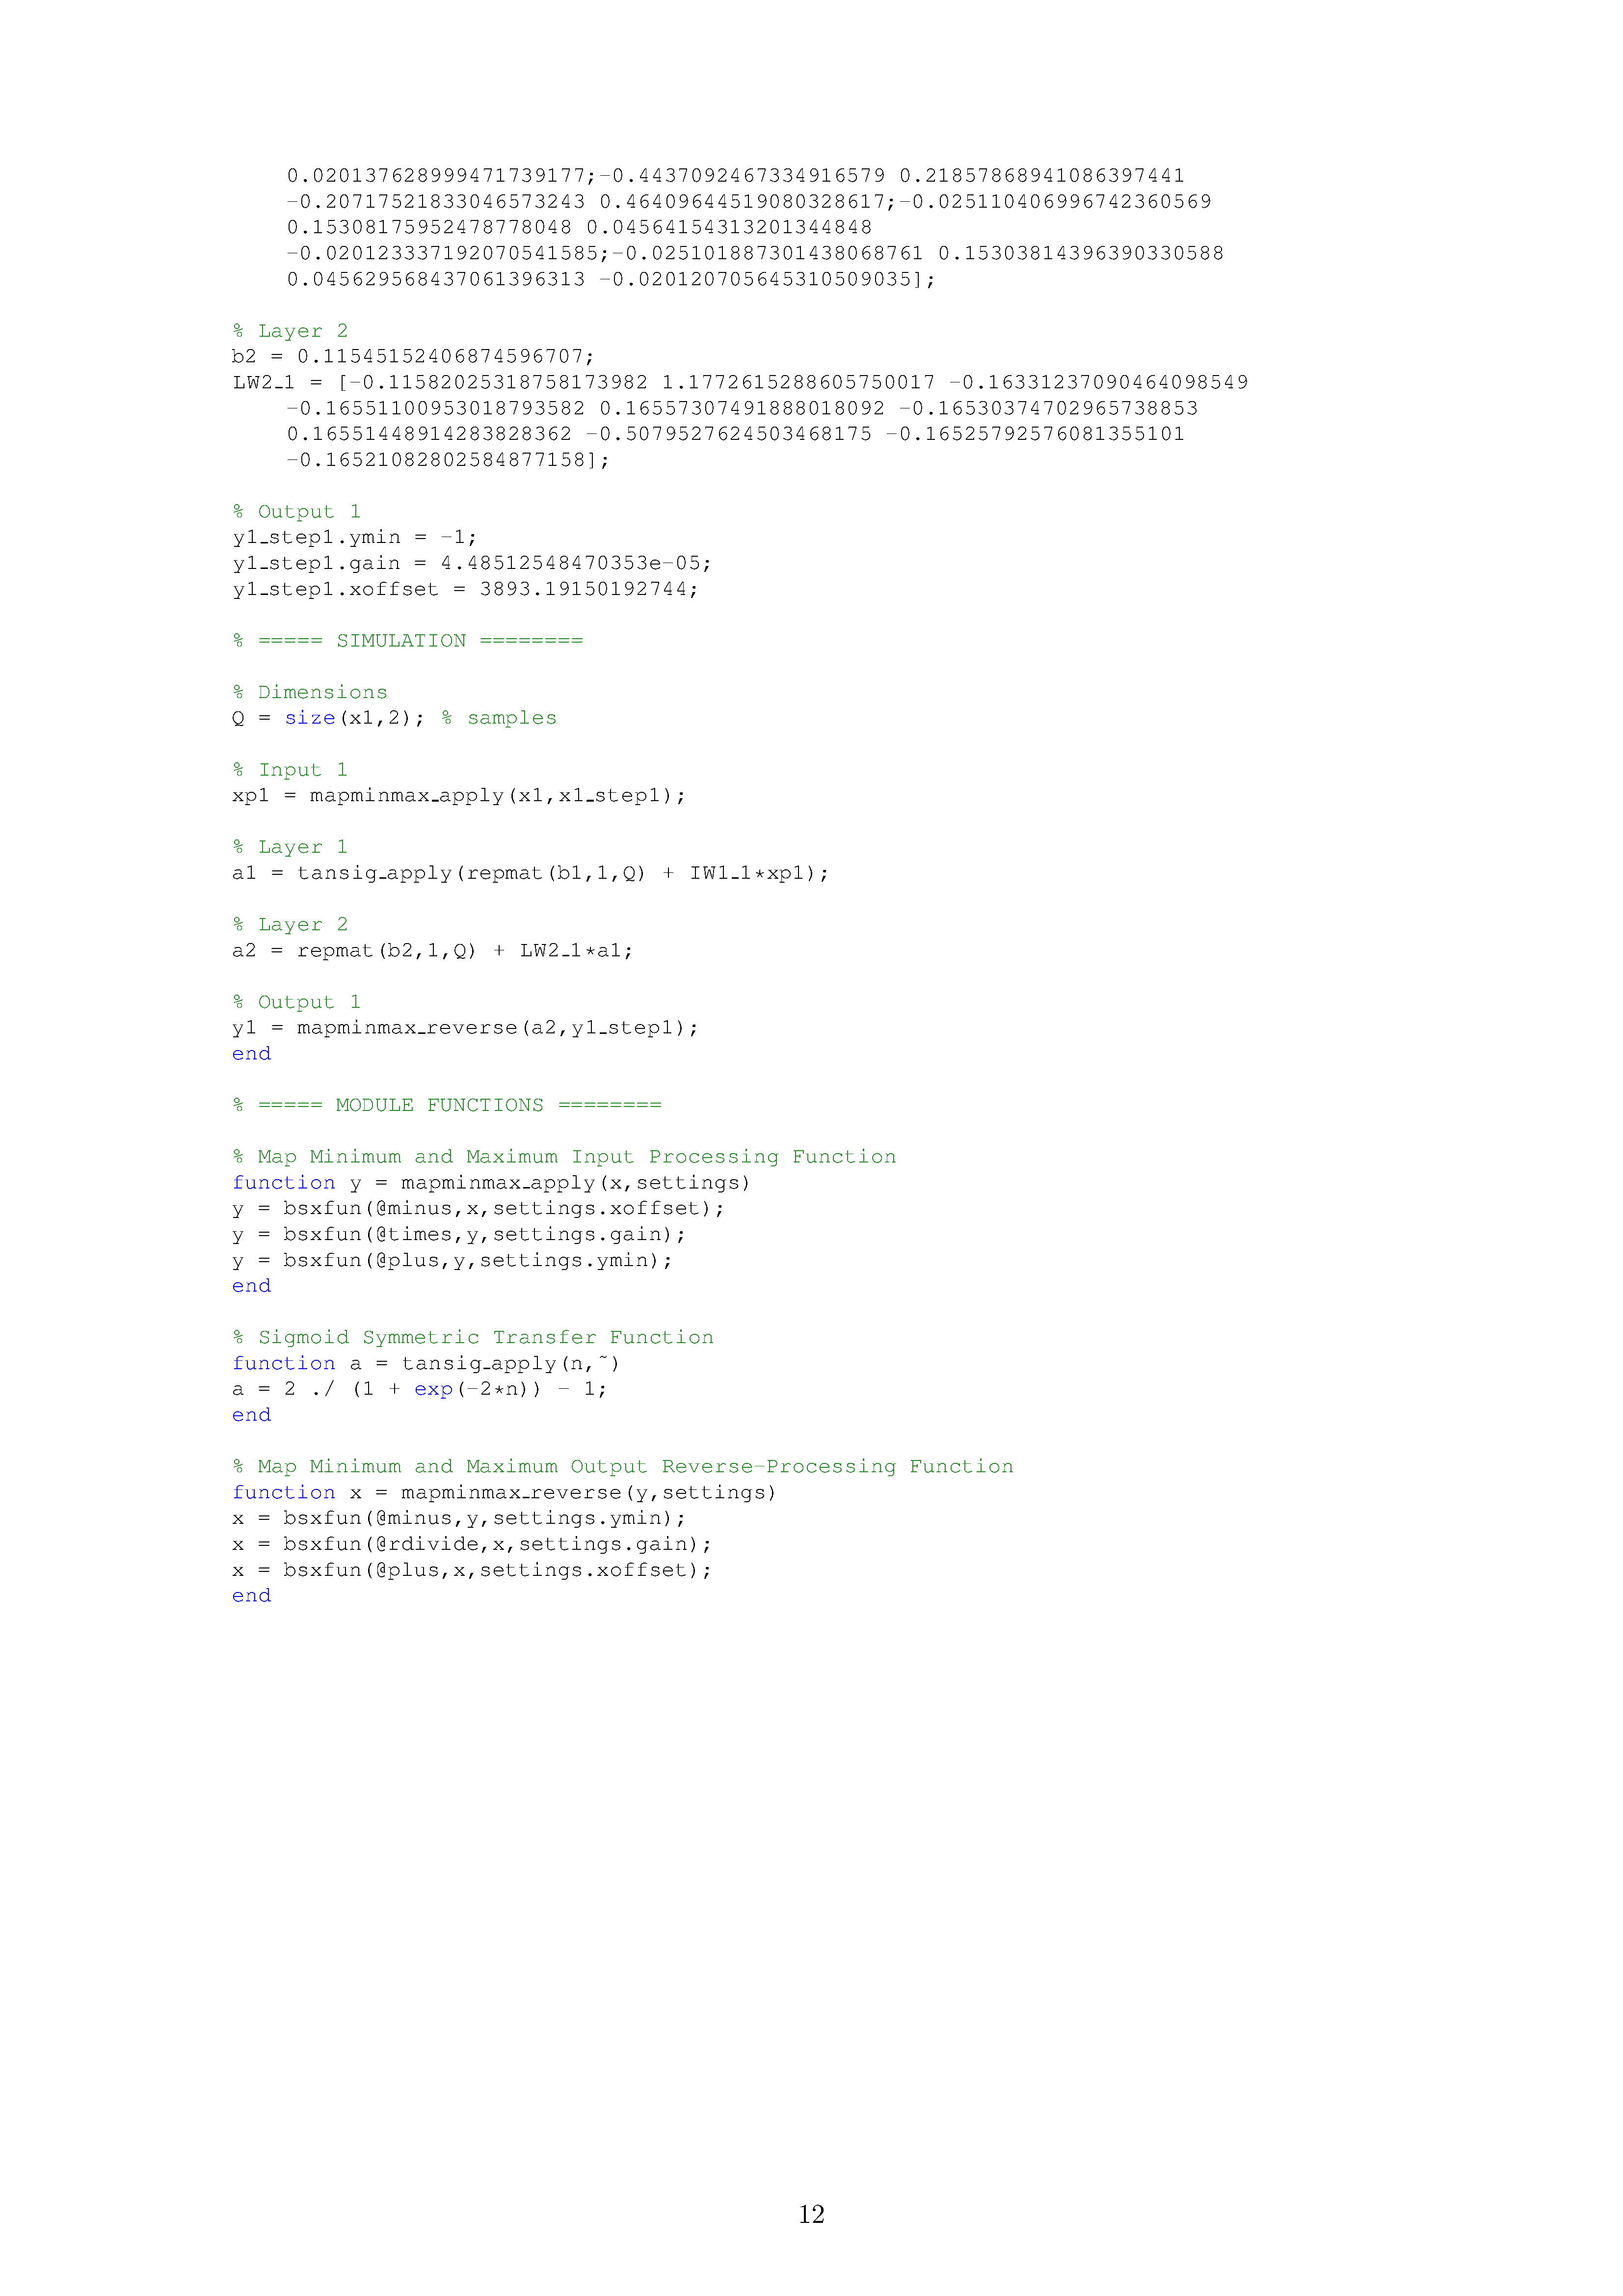 0.020137628999471739177;-0.4437092467334916579 0.21857868941086397441
-0.20717521833046573243 0.46409644519080328617;-0.025110406996742360569
0.15308175952478778048 0.04564154313201344848
-0.020123337192070541585;-0.025101887301438068761 0.15303814396390330588
0.045629568437061396313 -0.020120705645310509035];
% Layer 2
b2 = 0.11545152406874596707;
LW2_1 = [-0.11582025318758173982 1.1772615288605750017 -0.16331237090464098549
-0.16551100953018793582 0.16557307491888018092 -0.16530374702965738853
0.16551448914283828362 -0.5079527624503468175 -0.16525792576081355101
-0.16521082802584877158];
% Output 1
y1_step1.ymin = -1;
y1_step1.gain = 4.48512548470353e-05;
y1_step1.xoffset = 3893.19150192744;
% ===== SIMULATION ========
% Dimensions
Q = size(x1,2); % samples
% Input 1
xp1 = mapminmax_apply(x1,x1_step1);
% Layer 1
a1 = tansig_apply(repmat(b1,1,Q) + IW1_1*xp1);
% Layer 2
a2 = repmat(b2,1,Q) + LW2_1*a1;
% Output 1
y1 = mapminmax_reverse(a2,y1_step1);
end
% ===== MODULE FUNCTIONS ========
% Map Minimum and Maximum Input Processing Function
function y = mapminmax_apply(x,settings)
y = bsxfun(@minus,x,settings.xoffset);
y = bsxfun(@times,y,settings.gain);
y = bsxfun(@plus,y,settings.ymin);
end
% Sigmoid Symmetric Transfer Function
function a = tansig_apply(n,~)
a = 2 ./ (1 + exp(-2*n)) - 1;
end
% Map Minimum and Maximum Output Reverse-Processing Function
function x = mapminmax_reverse(y,settings)
x = bsxfun(@minus,y,settings.ymin);
x = bsxfun(@rdivide,x,settings.gain);
x = bsxfun(@plus,x,settings.xoffset);
end
12